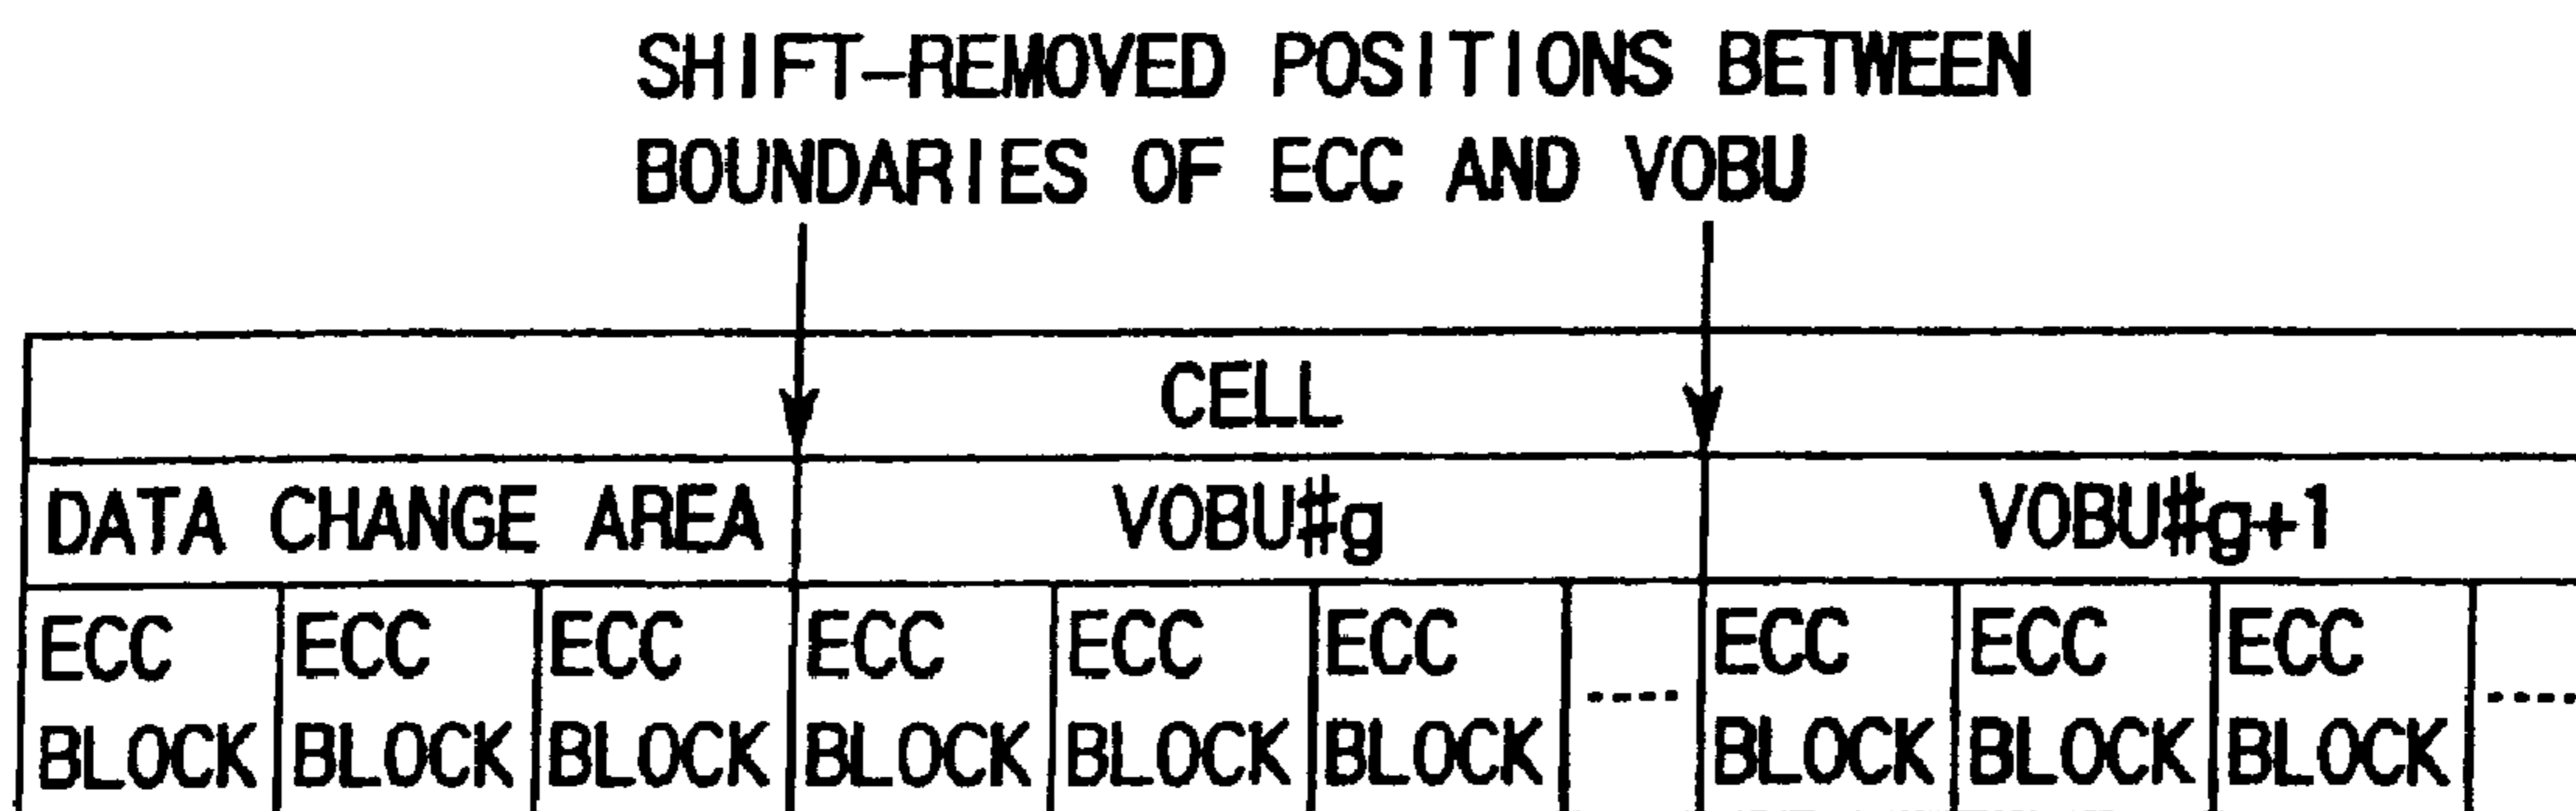 SHIFT-REMOVED POSITIONS BETWEEN
BOUNDARIES OF ECC AND VOBU
CELL
DATA CHANGE AREA VOBU#g VOBU#g+1
ECC ECC ECC ECC ECC ECC ---- ECC ECC ECC ----
BLOCK BLOCK BLOCK BLOCK BLOCK BLOCK BLOCK BLOCK BLOCK